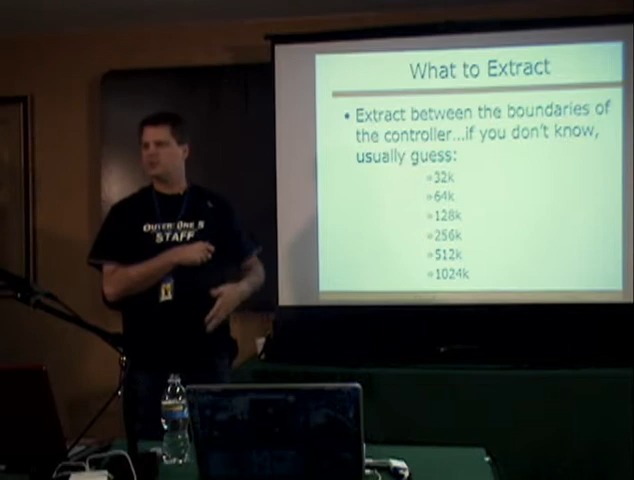 What to Extract
• Extract between the boundaries of
the controller...if you don't know,
usually guess:
32k
64k
128k
256k
512k
1024k
STAFF